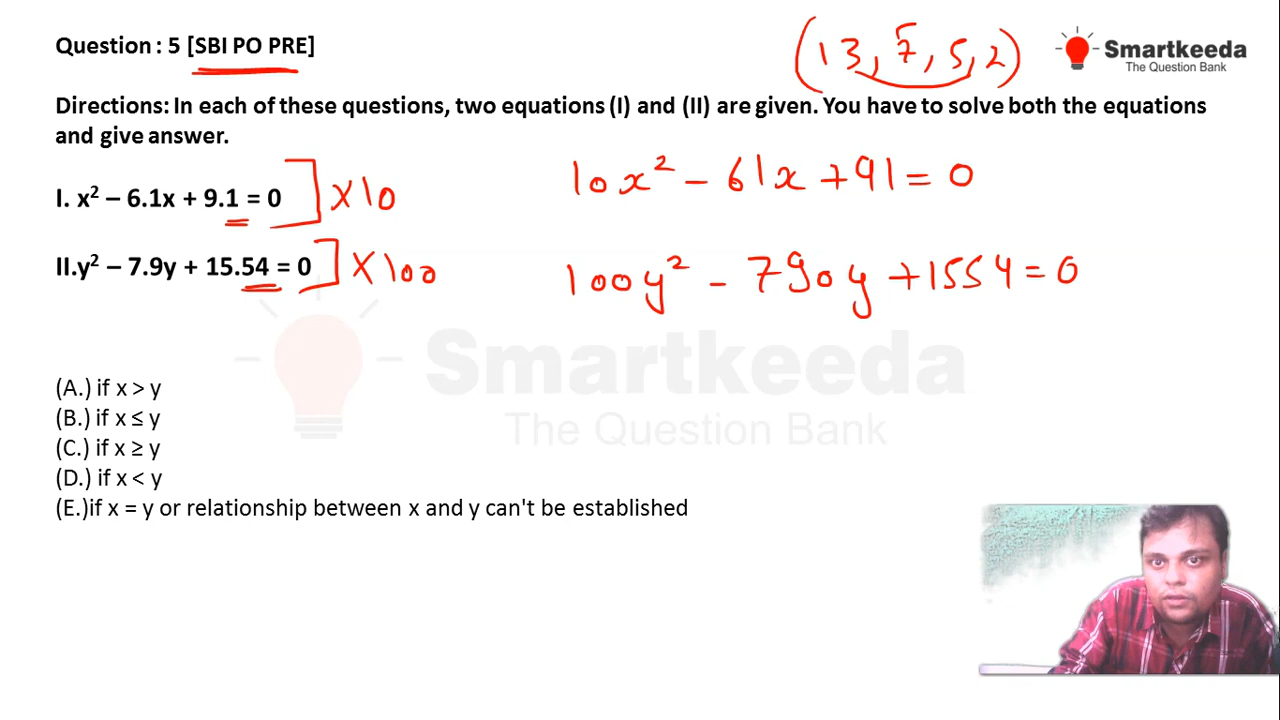 Question : 5 [SBI PO PRE]
(13, 7, 5, 2)
Smartkeeda
The Question Bank
Directions: In each of these questions, two equations (I) and (II) are given. You have to solve both the equations
and give answer.
I. x² – 6.1x + 9.1 = 0 ] ×10
10x² - 61x + 91 = 0
II.y² – 7.9y + 15.54 = 0 ] ×100
100y² - 790y + 1554 = 0
Smartkeeda
The Question Bank
(A.) if x > y
(B.) if x ≤ y
(C.) if x ≥ y
(D.) if x < y
(E.)if x = y or relationship between x and y can't be established